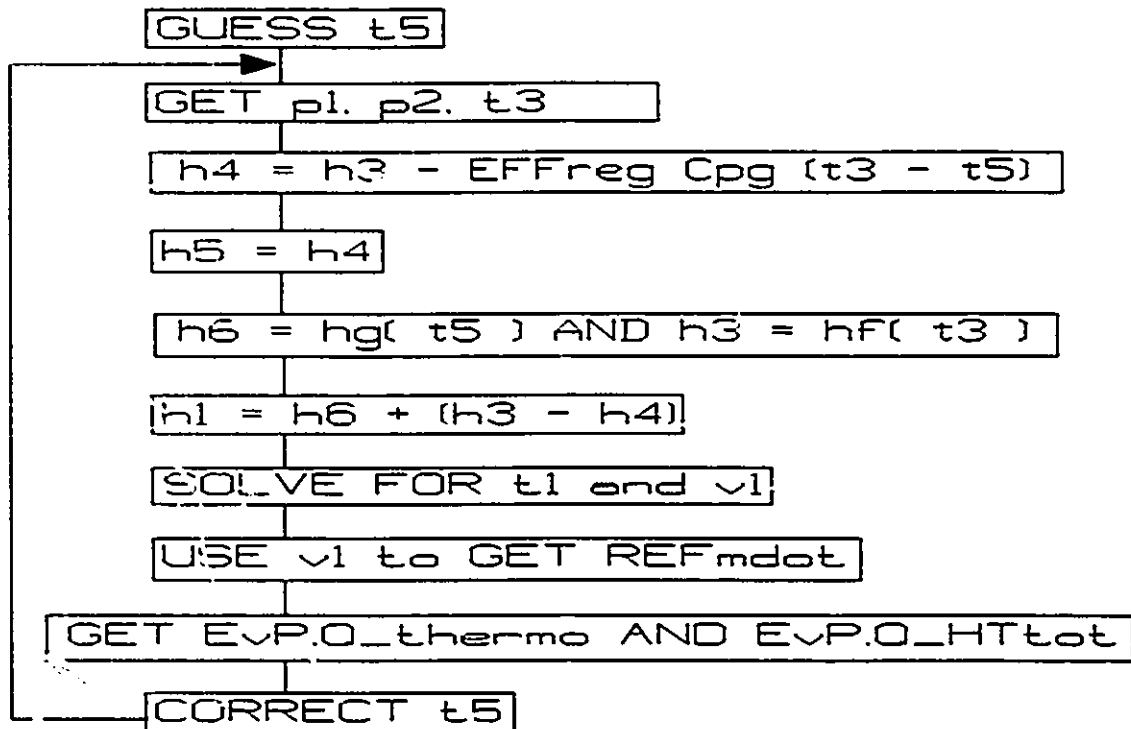 GUESS t5
GET p1. p2. t3
h4 = h3 - EFFreg Cpg (t3 - t5)
h5 = h4
h6 = hg( t5 ) AND h3 = hf( t3 )
h1 = h6 + (h3 - h4)
SOLVE FOR t1 and v1
USE v1 to GET REFmdot
GET EvP.Q_thermo AND EvP.Q_HTtot
CORRECT t5